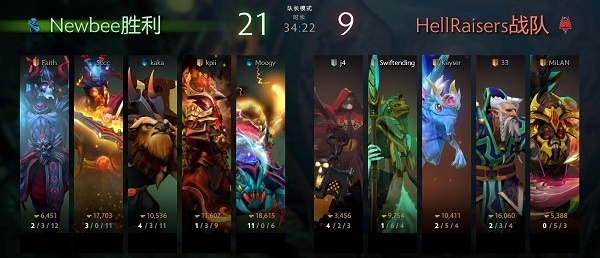 Newbee胜利
21
队长模式
时长
34:22
9
HellRaisers战队
Faith
Sccc
kaka
kpii
Moogy
j4
Swiftending
Keyser
33
MiLAN
6,451
17,703
10,536
11,607
18,615
3,456
9,754
10,411
16,060
5,388
2/3/12
3/0/11
4/3/11
1/3/9
11/0/6
4/2/3
1/6/4
2/5/4
2/4/4
0/5/3